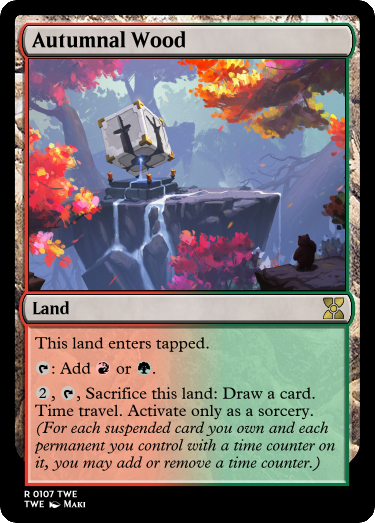 Autumnal Wood
Land
This land enters tapped.
: Add or .
2, , Sacrifice this land: Draw a card.
Time travel. Activate only as a sorcery.
(For each suspended card you own and each
permanent you control with a time counter on
it, you may add or remove a time counter.)
R 0107 TWE
TWE Maki